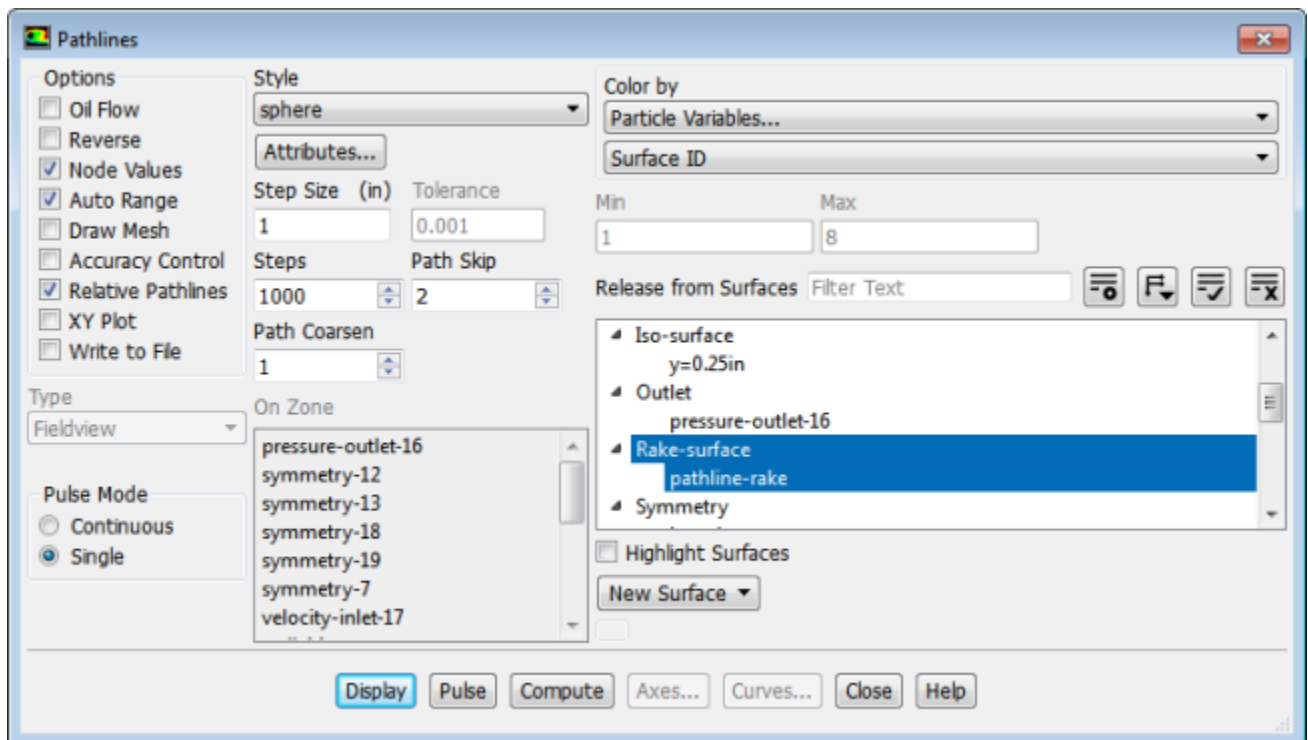 Pathlines
Options
Oil Flow
Reverse
Node Values
Auto Range
Draw Mesh
Accuracy Control
Relative Pathlines
XY Plot
Write to File
Type
Fieldview
Pulse Mode
Continuous
Single
Style
sphere
Attributes...
Step Size (in) Tolerance
1 0.001
Steps Path Skip
1000 2
Path Coarsen
1
On Zone
pressure-outlet-16
symmetry-12
symmetry-13
symmetry-18
symmetry-19
symmetry-7
velocity-inlet-17
Color by
Particle Variables...
Surface ID
Min Max
1 8
Release from Surfaces Filter Text
Iso-surface
y=0.25in
Outlet
pressure-outlet-16
Rake-surface
pathline-rake
Symmetry
Highlight Surfaces
New Surface
Display Pulse Compute Axes... Curves... Close Help